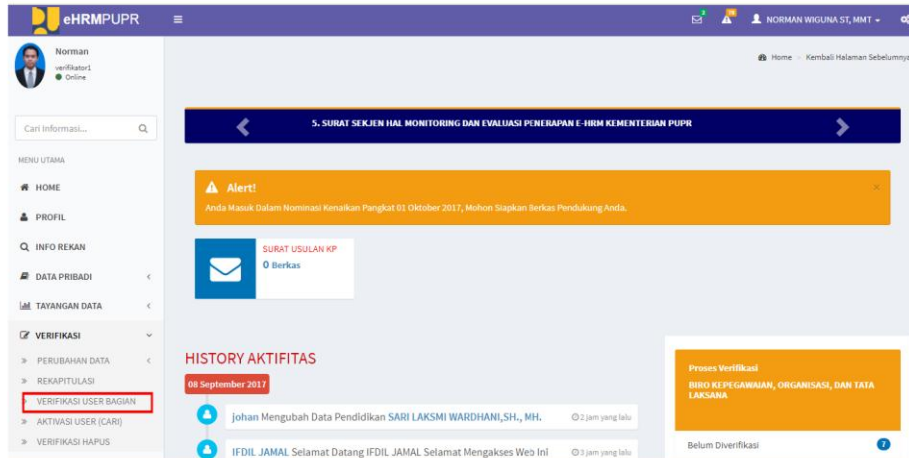 eHRMPUPR
NORMAN WIGUNA ST, MMT
Norman
verifikator1
Online
Home
Kembali Halaman Sebelumnya
Cari Informasi...
5. SURAT SEKJEN HAL MONITORING DAN EVALUASI PENERAPAN E-HRM KEMENTERIAN PUPR
MENU UTAMA
HOME
PROFIL
INFO REKAN
DATA PRIBADI
TAYANGAN DATA
VERIFIKASI
PERUBAHAN DATA
REKAPITULASI
VERIFIKASI USER BAGIAN
AKTIVASI USER (CARI)
VERIFIKASI HAPUS
Alert!
Anda Masuk Dalam Nominasi Kenaikan Pangkat 01 Oktober 2017, Mohon Siapkan Berkas Pendukung Anda.
SURAT USULAN KP
0 Berkas
HISTORY AKTIFITAS
08 September 2017
johan Mengubah Data Pendidikan SARI LAKSMI WARDHANI,SH., MH.
2 jam yang lalu
IFDIL JAMAL Selamat Datang IFDIL JAMAL Selamat Mengakses Web Ini
3 jam yang lalu
Proses Verifikasi
BIRO KEPEGAWAIAN, ORGANISASI, DAN TATA
LAKSANA
Belum Diverifikasi
7